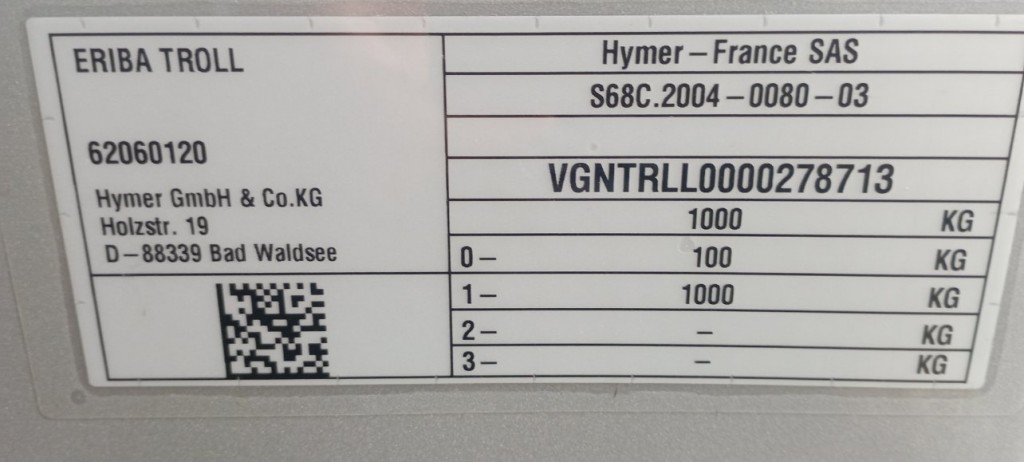 ERIBA TROLL
62060120
Hymer GmbH & Co.KG
Holzstr. 19
D-88339 Bad Waldsee
Hymer-France SAS
S68C.2004-0080-03
VGNTRLL0000278713
1000 KG
0- 100 KG
1- 1000 KG
2- - KG
3- - KG